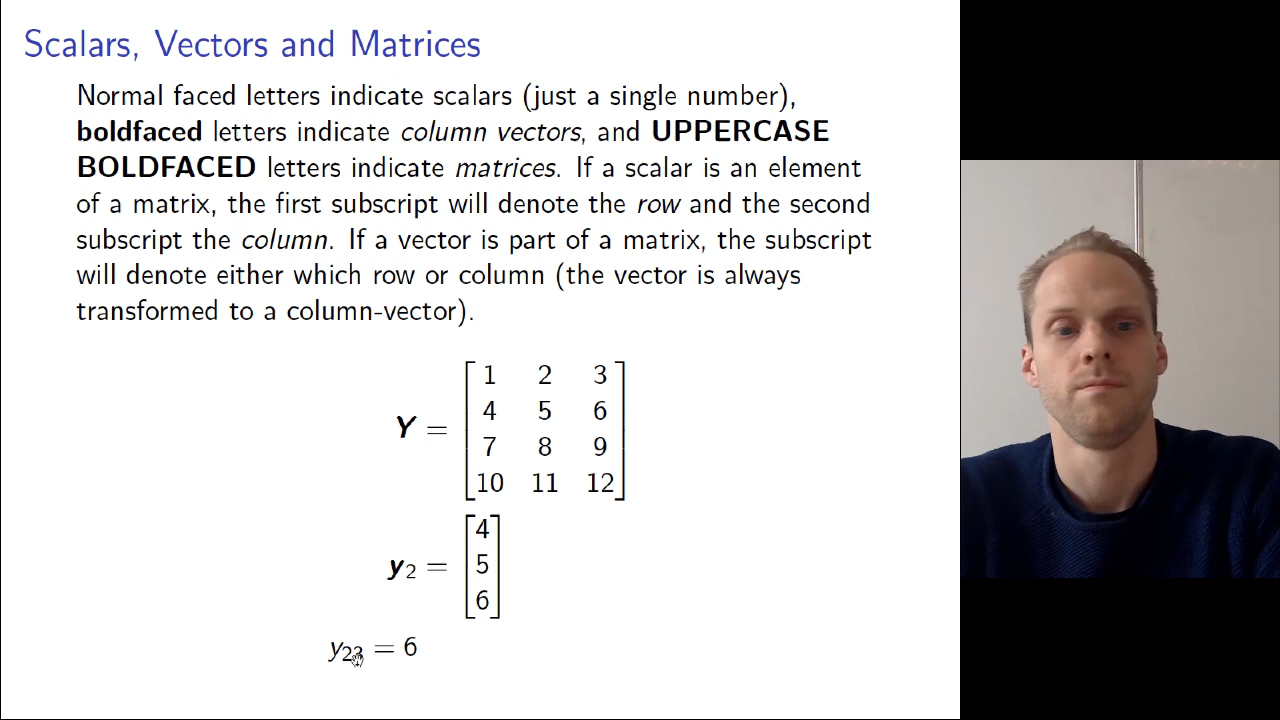 Scalars, Vectors and Matrices
Normal faced letters indicate scalars (just a single number),
boldfaced letters indicate column vectors, and UPPERCASE
BOLDFACED letters indicate matrices. If a scalar is an element
of a matrix, the first subscript will denote the row and the second
subscript the column. If a vector is part of a matrix, the subscript
will denote either which row or column (the vector is always
transformed to a column-vector).
1 2 3
4 5 6
Y =
7 8 9
10 11 12
4
y2 = 5
6
y23 = 6